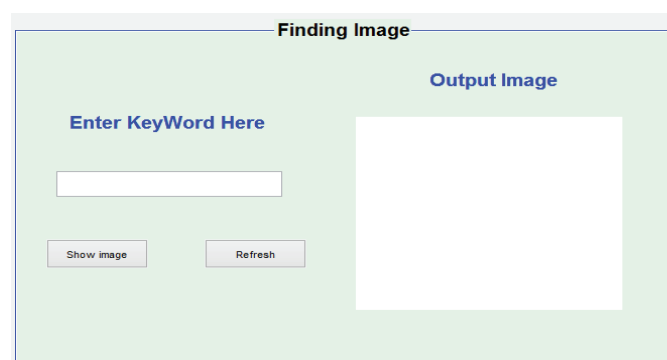 Finding Image
Output Image
Enter KeyWord Here
Show image
Refresh